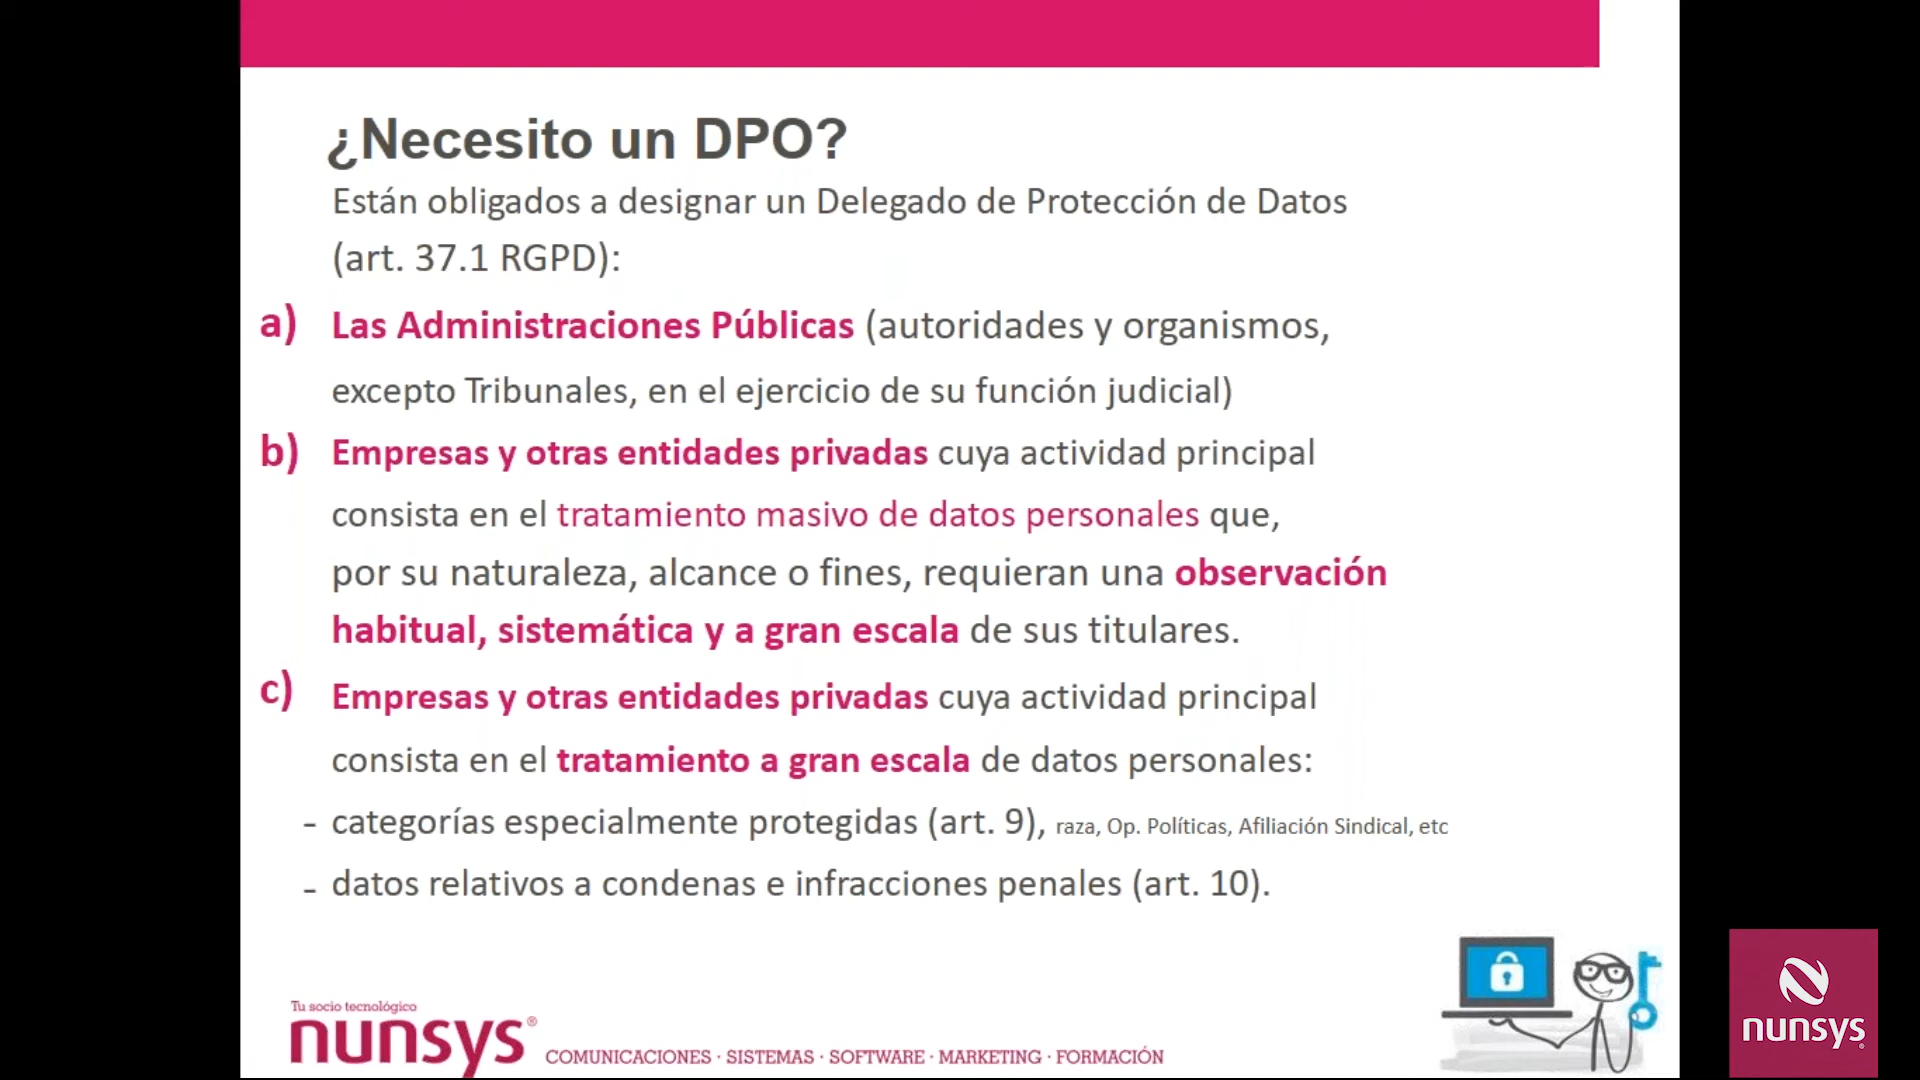 ¿Necesito un DPO?
Están obligados a designar un Delegado de Protección de Datos
(art. 37.1 RGPD):
a) Las Administraciones Públicas (autoridades y organismos,
excepto Tribunales, en el ejercicio de su función judicial)
b) Empresas y otras entidades privadas cuya actividad principal
consista en el tratamiento masivo de datos personales que,
por su naturaleza, alcance o fines, requieran una observación
habitual, sistemática y a gran escala de sus titulares.
c) Empresas y otras entidades privadas cuya actividad principal
consista en el tratamiento a gran escala de datos personales:
- categorías especialmente protegidas (art. 9), raza, Op. Políticas, Afiliación Sindical, etc
- datos relativos a condenas e infracciones penales (art. 10).
Tu socio tecnológico
nunsys®
COMUNICACIONES · SISTEMAS · SOFTWARE · MARKETING · FORMACIÓN
nunsys®